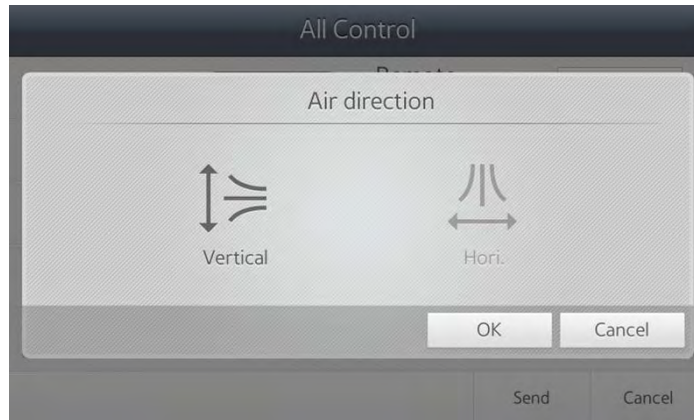 All Control
Air direction
Vertical
Hori.
OK
Cancel
Send
Cancel